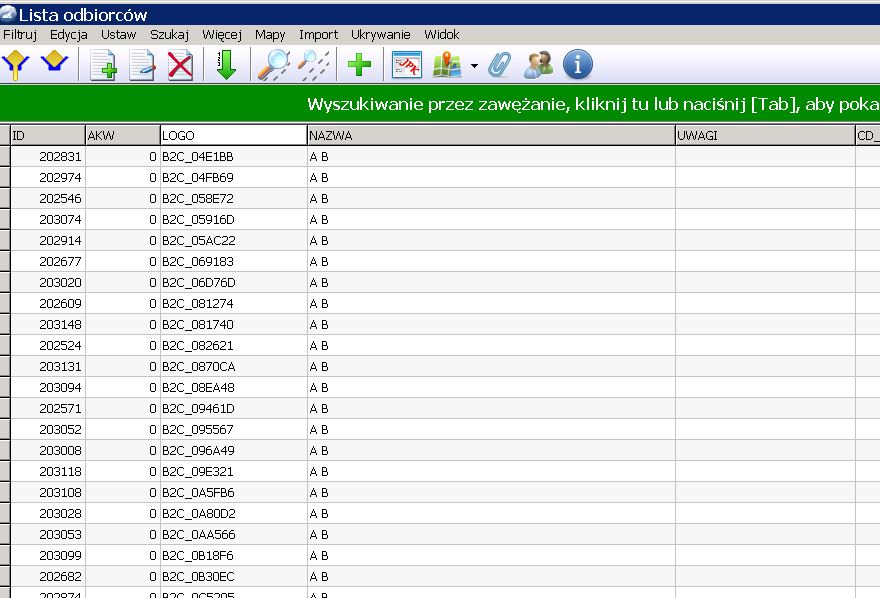 Lista odbiorców
Filtruj Edycja Ustaw Szukaj Więcej Mapy Import Ukrywanie Widok
Wyszukiwanie przez zawężanie, kliknij tu lub naciśnij [Tab], aby poka
ID AKW LOGO NAZWA UWAGI CD_
202831 0 B2C_04E1BB A B
202974 0 B2C_04FB69 A B
202546 0 B2C_058E72 A B
203074 0 B2C_05916D A B
202914 0 B2C_05AC22 A B
202677 0 B2C_069183 A B
203020 0 B2C_06D76D A B
202609 0 B2C_081274 A B
203148 0 B2C_081740 A B
202524 0 B2C_082621 A B
203131 0 B2C_0870CA A B
203094 0 B2C_08EA48 A B
202571 0 B2C_09461D A B
203052 0 B2C_095567 A B
203008 0 B2C_096A49 A B
203118 0 B2C_09E321 A B
203108 0 B2C_0A5FB6 A B
203028 0 B2C_0A80D2 A B
203053 0 B2C_0AA566 A B
203099 0 B2C_0B18F6 A B
202682 0 B2C_0B30EC A B
202874 0 B2C_0C5205 A B